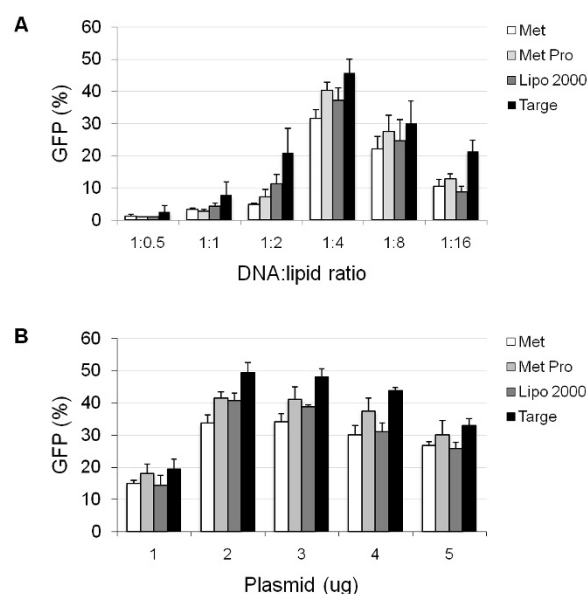 A
Met
Met Pro
Lipo 2000
Targe
GFP (%)
60
50
40
30
20
10
0
1:0.5 1:1 1:2 1:4 1:8 1:16
DNA:lipid ratio
B
Met
Met Pro
Lipo 2000
Targe
GFP (%)
60
50
40
30
20
10
0
1 2 3 4 5
Plasmid (ug)